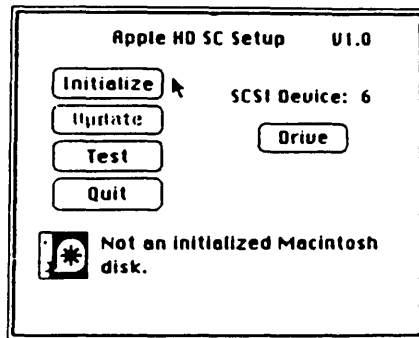 Apple HD SC Setup V1.0
Initialize
SCSI Device: 6
Update
Drive
Test
Quit
Not an initialized Macintosh
disk.